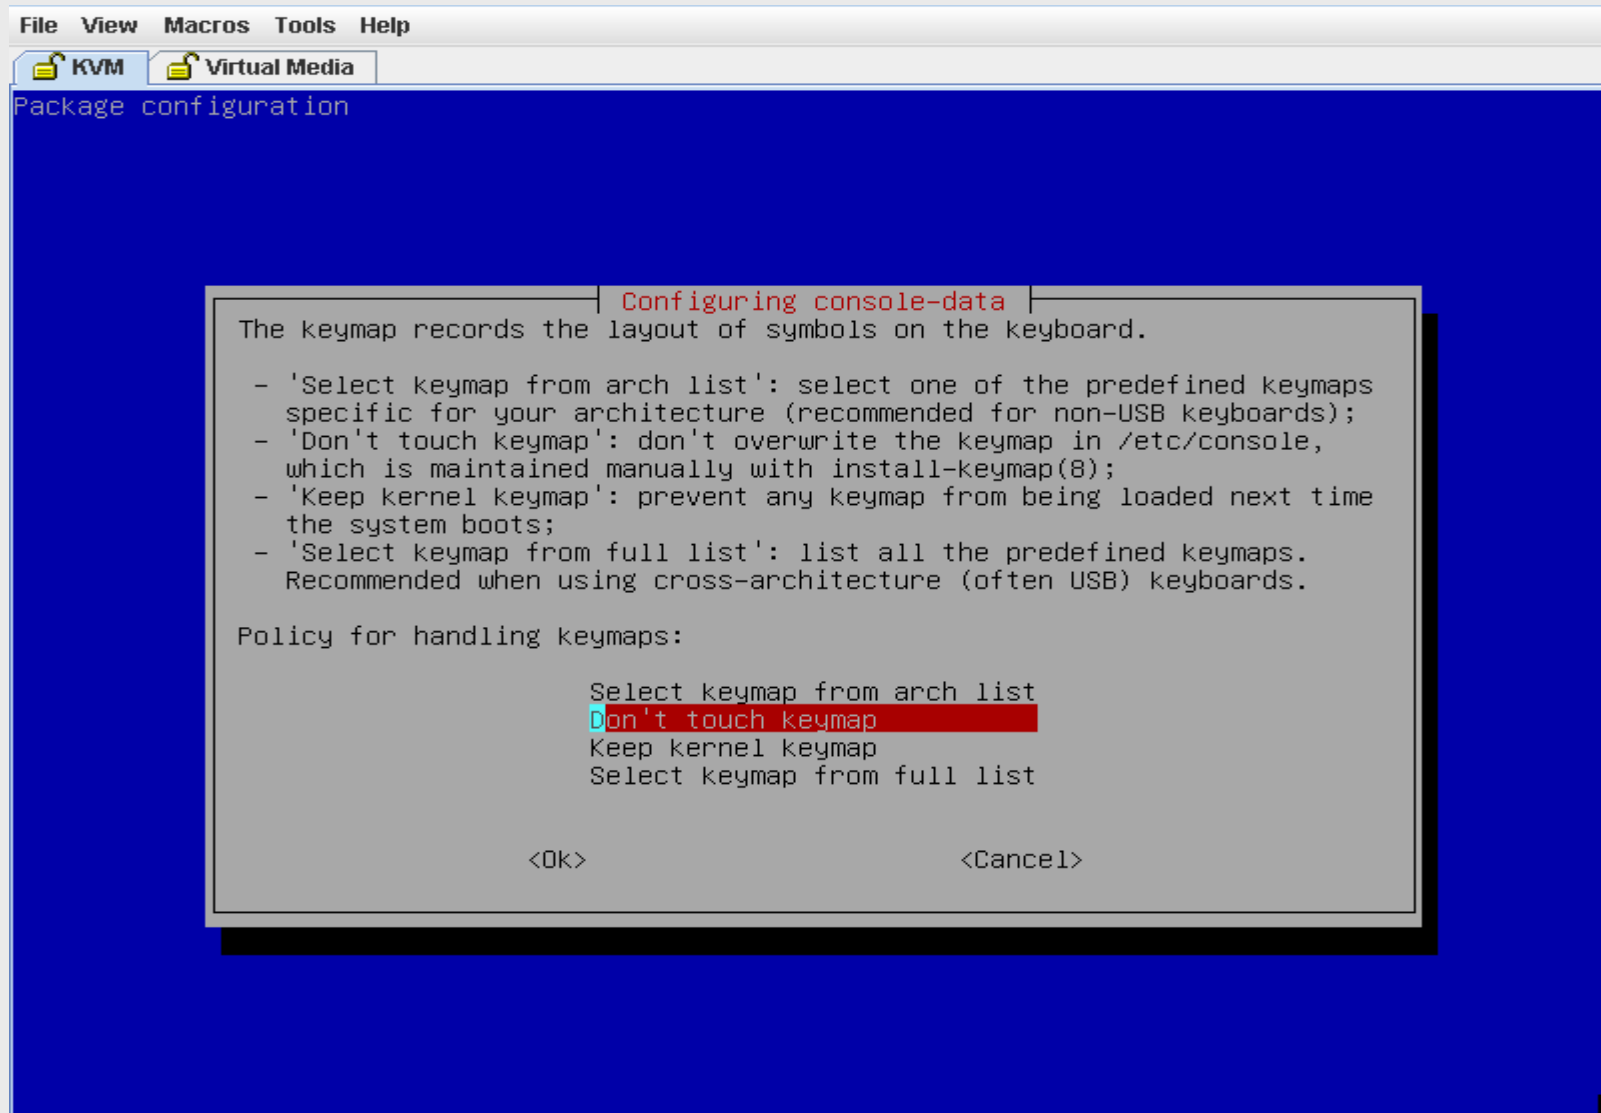 File View Macros Tools Help
KVM Virtual Media
Package configuration
Configuring console-data
The keymap records the layout of symbols on the keyboard.
- 'Select keymap from arch list': select one of the predefined keymaps
specific for your architecture (recommended for non-USB keyboards);
- 'Don't touch keymap': don't overwrite the keymap in /etc/console,
which is maintained manually with install-keymap(8);
- 'Keep kernel keymap': prevent any keymap from being loaded next time
the system boots;
- 'Select keymap from full list': list all the predefined keymaps.
Recommended when using cross-architecture (often USB) keyboards.
Policy for handling keymaps:
Select keymap from arch list
Don't touch keymap
Keep kernel keymap
Select keymap from full list
<Ok> <Cancel>